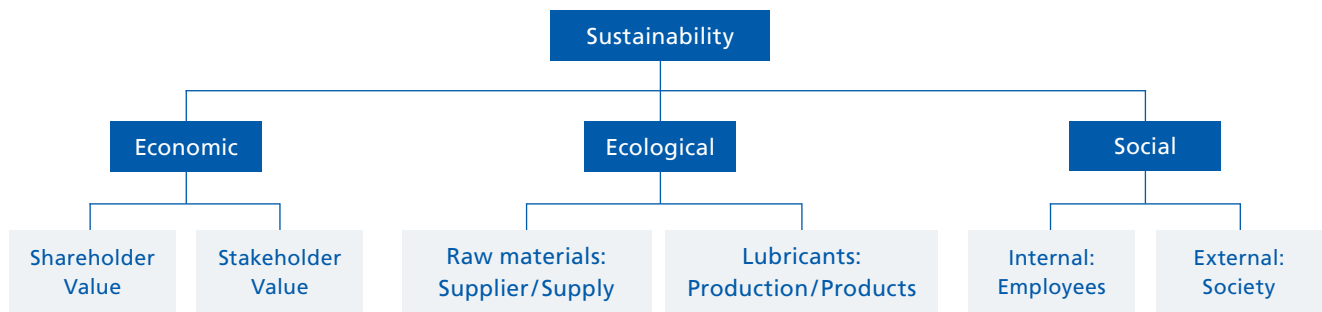 Sustainability
Economic
Ecological
Social
Shareholder
Value
Stakeholder
Value
Raw materials:
Supplier/Supply
Lubricants:
Production/Products
Internal:
Employees
External:
Society